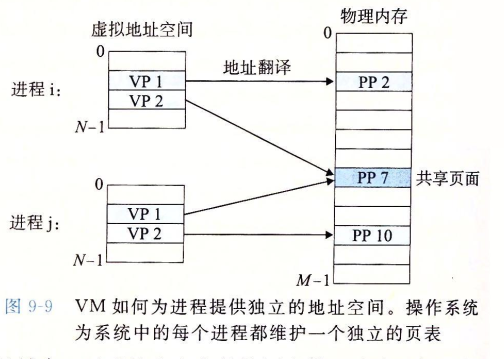 虚拟地址空间
物理内存
0
0
地址翻译
进程 i:
VP 1
PP 2
VP 2
N-1
PP 7
共享页面
0
进程 j:
VP 1
VP 2
PP 10
N-1
M-1
图 9-9 VM 如何为进程提供独立的地址空间。操作系统
为系统中的每个进程都维护一个独立的页表